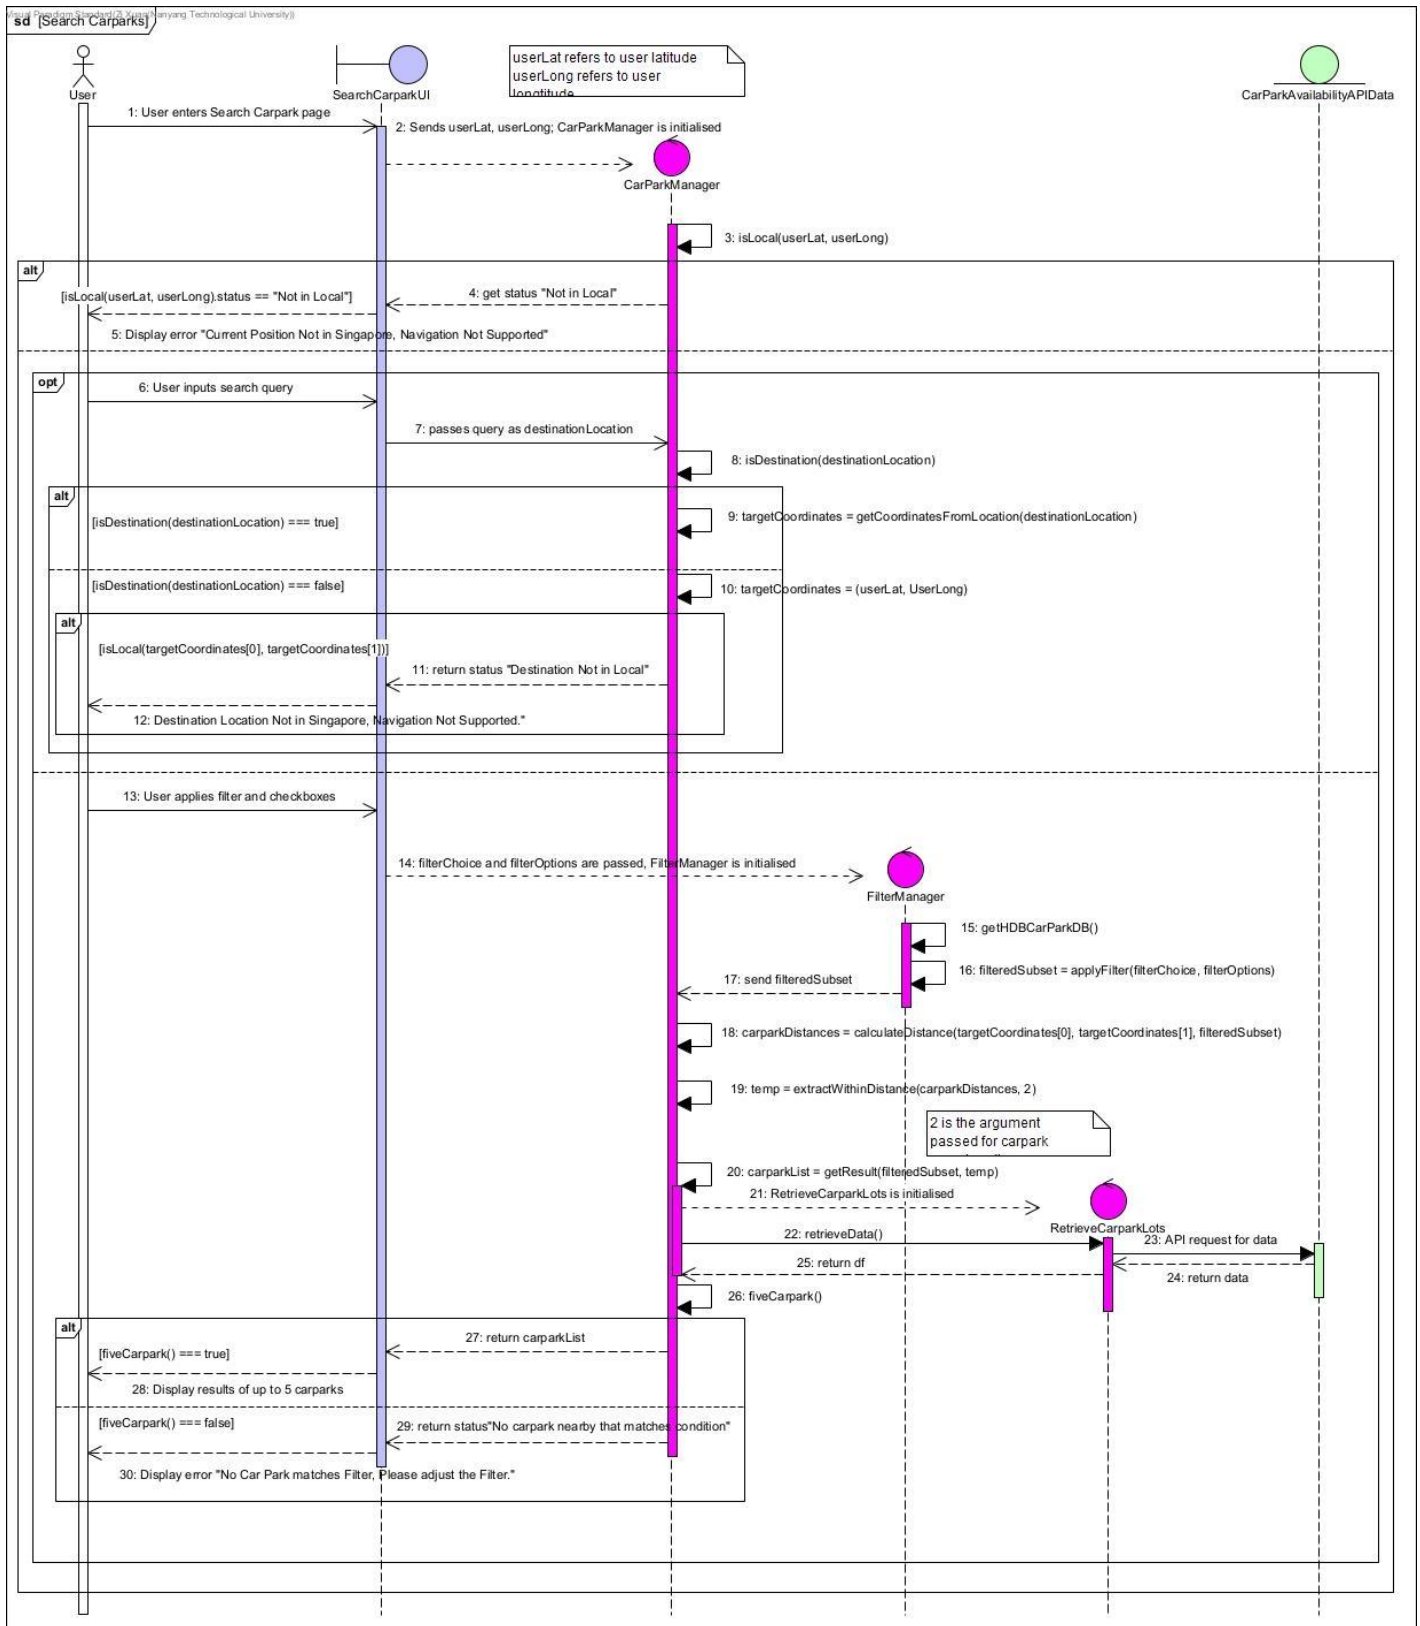 Visual Paradigm Standard(Zi Xuan(Nanyang Technological University))
sd [Search Carparks]
userLat refers to user latitude
userLong refers to user
longtitude
User
SearchCarparkUI
CarParkAvailabilityAPIData
1: User enters Search Carpark page
2: Sends userLat, userLong; CarParkManager is initialised
CarParkManager
3: isLocal(userLat, userLong)
alt
[isLocal(userLat, userLong).status == "Not in Local"]
4: get status "Not in Local"
5: Display error "Current Position Not in Singapore, Navigation Not Supported"
opt
6: User inputs search query
7: passes query as destinationLocation
8: isDestination(destinationLocation)
alt
[isDestination(destinationLocation) === true]
9: targetCoordinates = getCoordinatesFromLocation(destinationLocation)
[isDestination(destinationLocation) === false]
10: targetCoordinates = (userLat, UserLong)
alt
[isLocal(targetCoordinates[0], targetCoordinates[1])]
11: return status "Destination Not in Local"
12: Destination Location Not in Singapore, Navigation Not Supported."
13: User applies filter and checkboxes
14: filterChoice and filterOptions are passed, FilterManager is initialised
FilterManager
15: getHDBCarParkDB()
16: filteredSubset = applyFilter(filterChoice, filterOptions)
17: send filteredSubset
18: carparkDistances = calculateDistance(targetCoordinates[0], targetCoordinates[1], filteredSubset)
19: temp = extractWithinDistance(carparkDistances, 2)
2 is the argument
passed for carpark
20: carparkList = getResult(filteredSubset, temp)
21: RetrieveCarparkLots is initialised
RetrieveCarparkLots
22: retrieveData()
23: API request for data
25: return df
24: return data
26: fiveCarpark()
alt
27: return carparkList
[fiveCarpark() === true]
28: Display results of up to 5 carparks
[fiveCarpark() === false]
29: return status"No carpark nearby that matches condition"
30: Display error "No Car Park matches Filter, Please adjust the Filter."